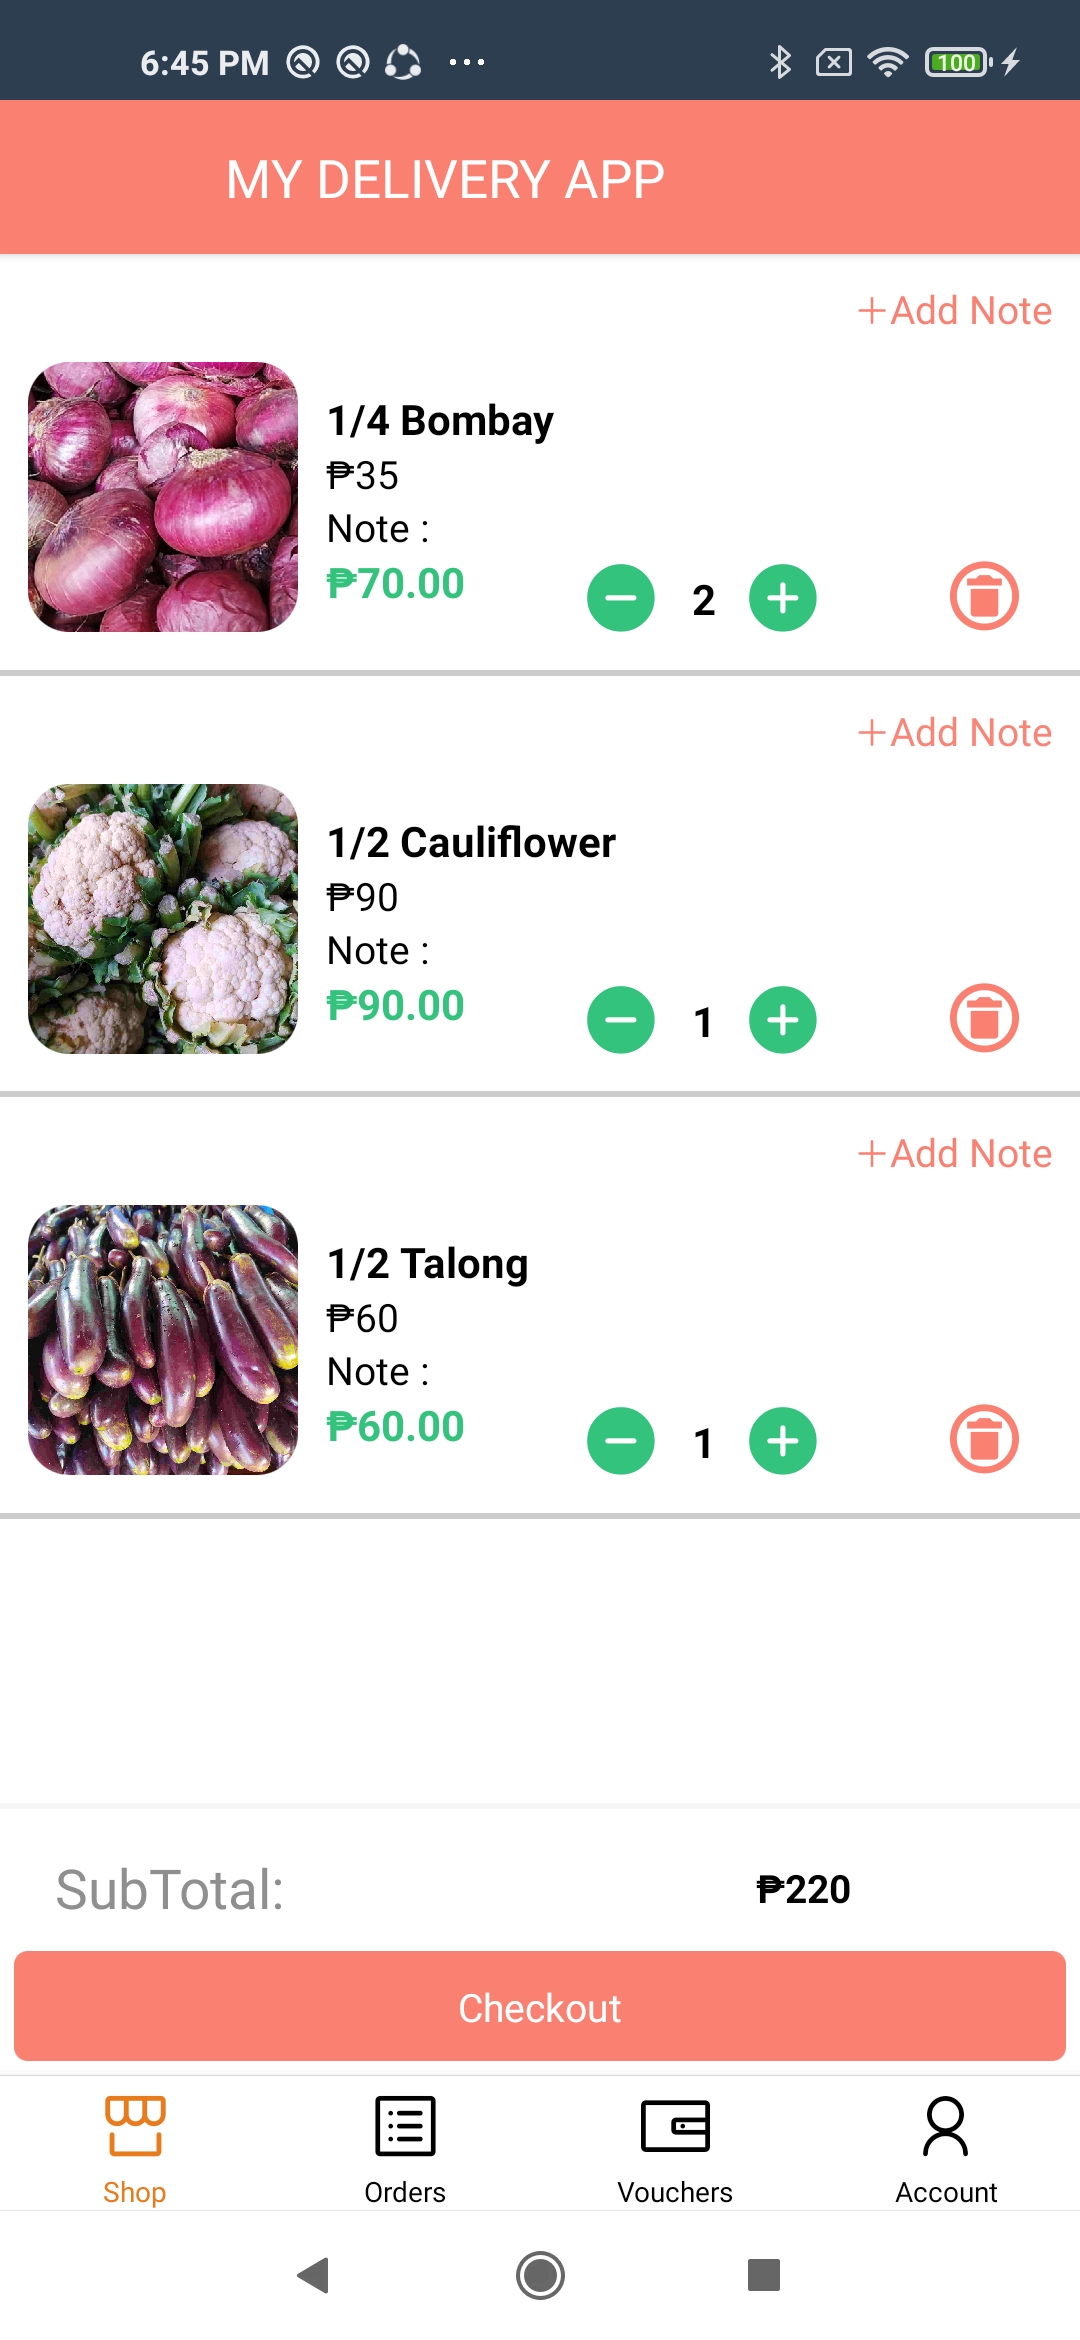 6:45 PM
100
MY DELIVERY APP
+Add Note
1/4 Bombay
₱35
Note :
₱70.00
2
+Add Note
1/2 Cauliflower
₱90
Note :
₱90.00
1
+Add Note
1/2 Talong
₱60
Note :
₱60.00
1
SubTotal:
₱220
Checkout
Shop
Orders
Vouchers
Account